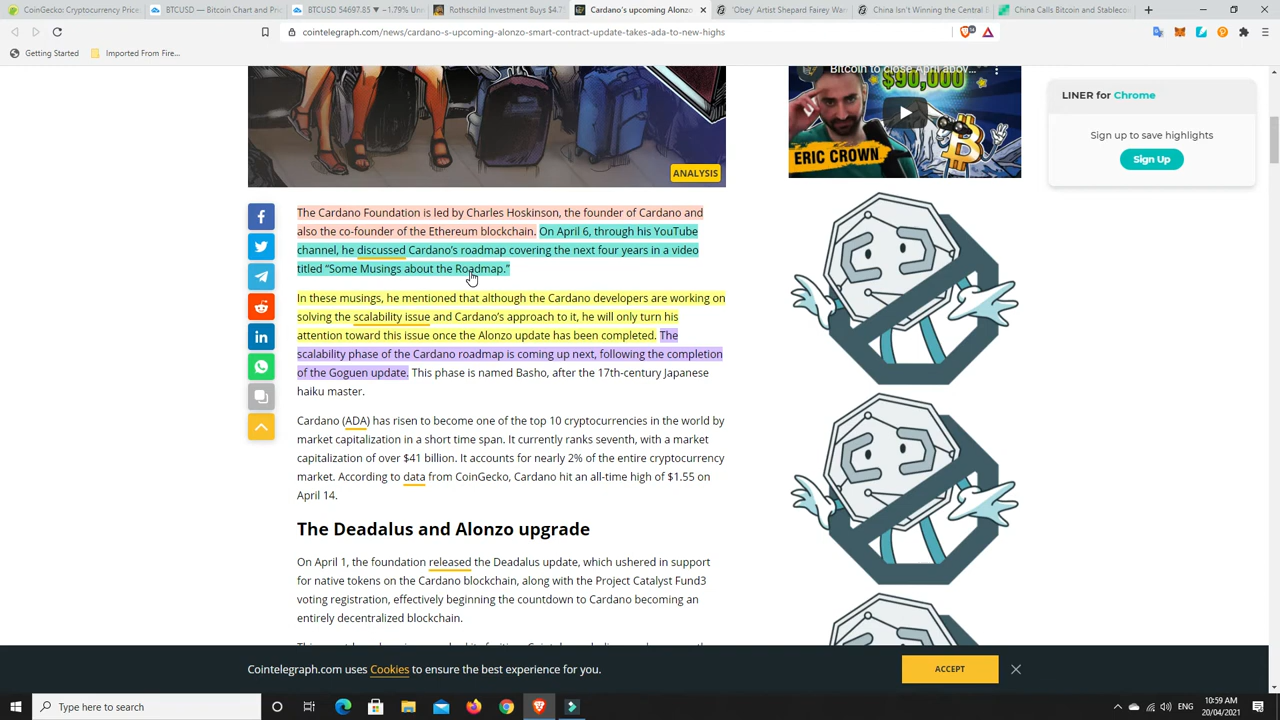 CoinGecko: Cryptocurrency Price
BTCUSD — Bitcoin Chart and Pri
BTCUSD 54697.85 ▼ −1.79% Un
Rothschild Investment Buys $4.
Cardano's upcoming Alonzo
'Obey' Artist Shepard Fairey Wa
China Isn't Winning the Central
China Calls Bitcoin and Stableco
cointelegraph.com/news/cardano-s-upcoming-alonzo-smart-contract-update-takes-ada-to-new-highs
Getting Started
Imported From Fire...
Bitcoin to close April abov...
$90,000
ERIC CROWN
LINER for Chrome
Sign up to save highlights
Sign Up
ANALYSIS
The Cardano Foundation is led by Charles Hoskinson, the founder of Cardano and
also the co-founder of the Ethereum blockchain. On April 6, through his YouTube
channel, he discussed Cardano's roadmap covering the next four years in a video
titled “Some Musings about the Roadmap.”
In these musings, he mentioned that although the Cardano developers are working on
solving the scalability issue and Cardano's approach to it, he will only turn his
attention toward this issue once the Alonzo update has been completed. The
scalability phase of the Cardano roadmap is coming up next, following the completion
of the Goguen update. This phase is named Basho, after the 17th-century Japanese
haiku master.
Cardano (ADA) has risen to become one of the top 10 cryptocurrencies in the world by
market capitalization in a short time span. It currently ranks seventh, with a market
capitalization of over $41 billion. It accounts for nearly 2% of the entire cryptocurrency
market. According to data from CoinGecko, Cardano hit an all-time high of $1.55 on
April 14.
The Deadalus and Alonzo upgrade
On April 1, the foundation released the Deadalus update, which ushered in support
for native tokens on the Cardano blockchain, along with the Project Catalyst Fund3
voting registration, effectively beginning the countdown to Cardano becoming an
entirely decentralized blockchain.
Cointelegraph.com uses Cookies to ensure the best experience for you.
ACCEPT
Type here to search
ENG
10:59 AM
20/04/2021